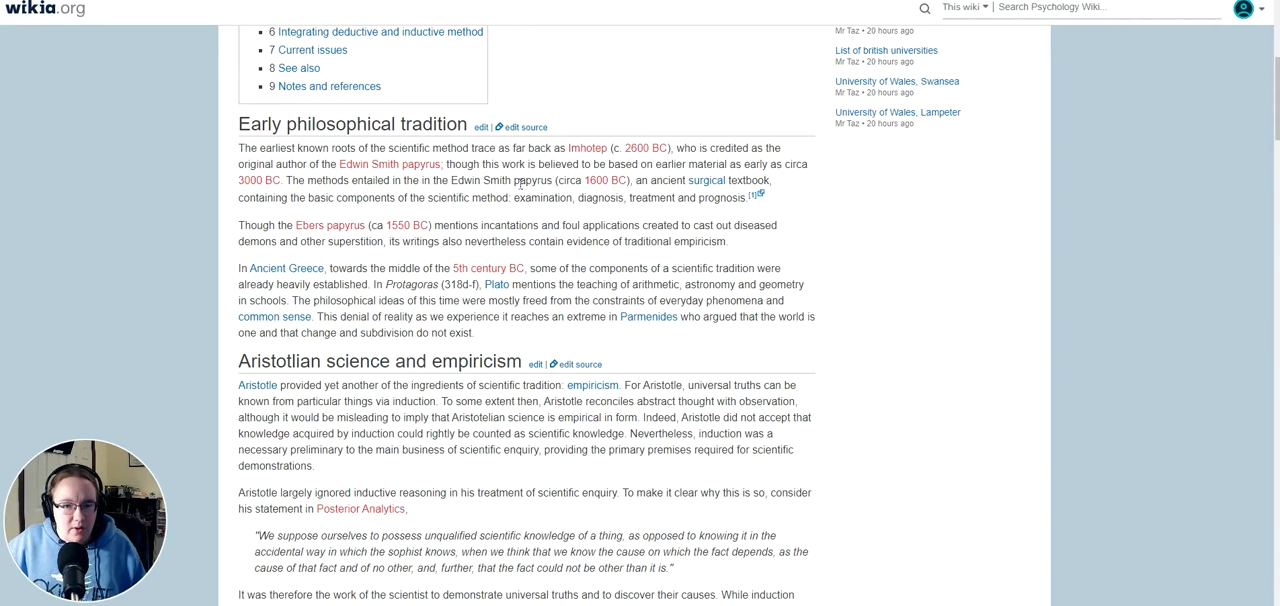 wikia.org
This wiki
Search Psychology Wiki...
6 Integrating deductive and inductive method
7 Current issues
8 See also
9 Notes and references
Mr Taz • 20 hours ago
List of british universities
Mr Taz • 20 hours ago
University of Wales, Swansea
Mr Taz • 20 hours ago
University of Wales, Lampeter
Mr Taz • 20 hours ago
Early philosophical tradition edit | edit source
The earliest known roots of the scientific method trace as far back as Imhotep (c. 2600 BC), who is credited as the
original author of the Edwin Smith papyrus; though this work is believed to be based on earlier material as early as circa
3000 BC. The methods entailed in the in the Edwin Smith papyrus (circa 1600 BC), an ancient surgical textbook,
containing the basic components of the scientific method: examination, diagnosis, treatment and prognosis.[1]
Though the Ebers papyrus (ca 1550 BC) mentions incantations and foul applications created to cast out diseased
demons and other superstition, its writings also nevertheless contain evidence of traditional empiricism.
In Ancient Greece, towards the middle of the 5th century BC, some of the components of a scientific tradition were
already heavily established. In Protagoras (318d-f), Plato mentions the teaching of arithmetic, astronomy and geometry
in schools. The philosophical ideas of this time were mostly freed from the constraints of everyday phenomena and
common sense. This denial of reality as we experience it reaches an extreme in Parmenides who argued that the world is
one and that change and subdivision do not exist.
Aristotlian science and empiricism edit | edit source
Aristotle provided yet another of the ingredients of scientific tradition: empiricism. For Aristotle, universal truths can be
known from particular things via induction. To some extent then, Aristotle reconciles abstract thought with observation,
although it would be misleading to imply that Aristotelian science is empirical in form. Indeed, Aristotle did not accept that
knowledge acquired by induction could rightly be counted as scientific knowledge. Nevertheless, induction was a
necessary preliminary to the main business of scientific enquiry, providing the primary premises required for scientific
demonstrations.
Aristotle largely ignored inductive reasoning in his treatment of scientific enquiry. To make it clear why this is so, consider
his statement in Posterior Analytics,
"We suppose ourselves to possess unqualified scientific knowledge of a thing, as opposed to knowing it in the
accidental way in which the sophist knows, when we think that we know the cause on which the fact depends, as the
cause of that fact and of no other, and, further, that the fact could not be other than it is."
It was therefore the work of the scientist to demonstrate universal truths and to discover their causes. While induction